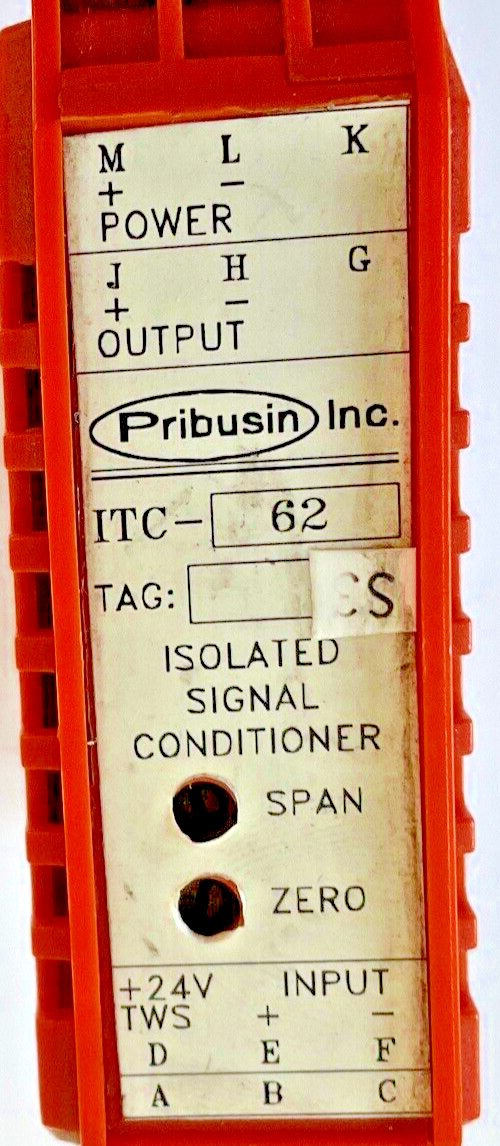 M L K
+ −
POWER
J H G
+ −
OUTPUT
Pribusin Inc.
ITC- 62
TAG:
ISOLATED
SIGNAL
CONDITIONER
SPAN
ZERO
+24V INPUT
TWS + −
D E F
A B C